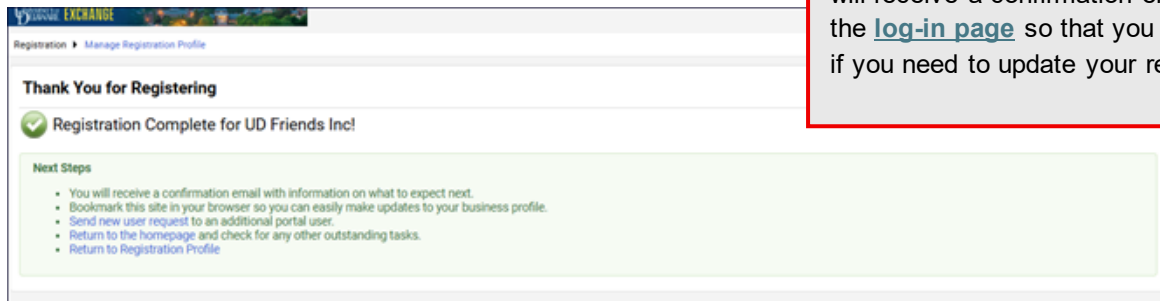 EXCHANGE
will receive a confirmation
the log-in page so that you
if you need to update your
Registration ▸ Manage Registration Profile
Thank You for Registering
Registration Complete for UD Friends Inc!
Next Steps
• You will receive a confirmation email with information on what to expect next.
• Bookmark this site in your browser so you can easily make updates to your business profile.
• Send new user request to an additional portal user.
• Return to the homepage and check for any other outstanding tasks.
• Return to Registration Profile